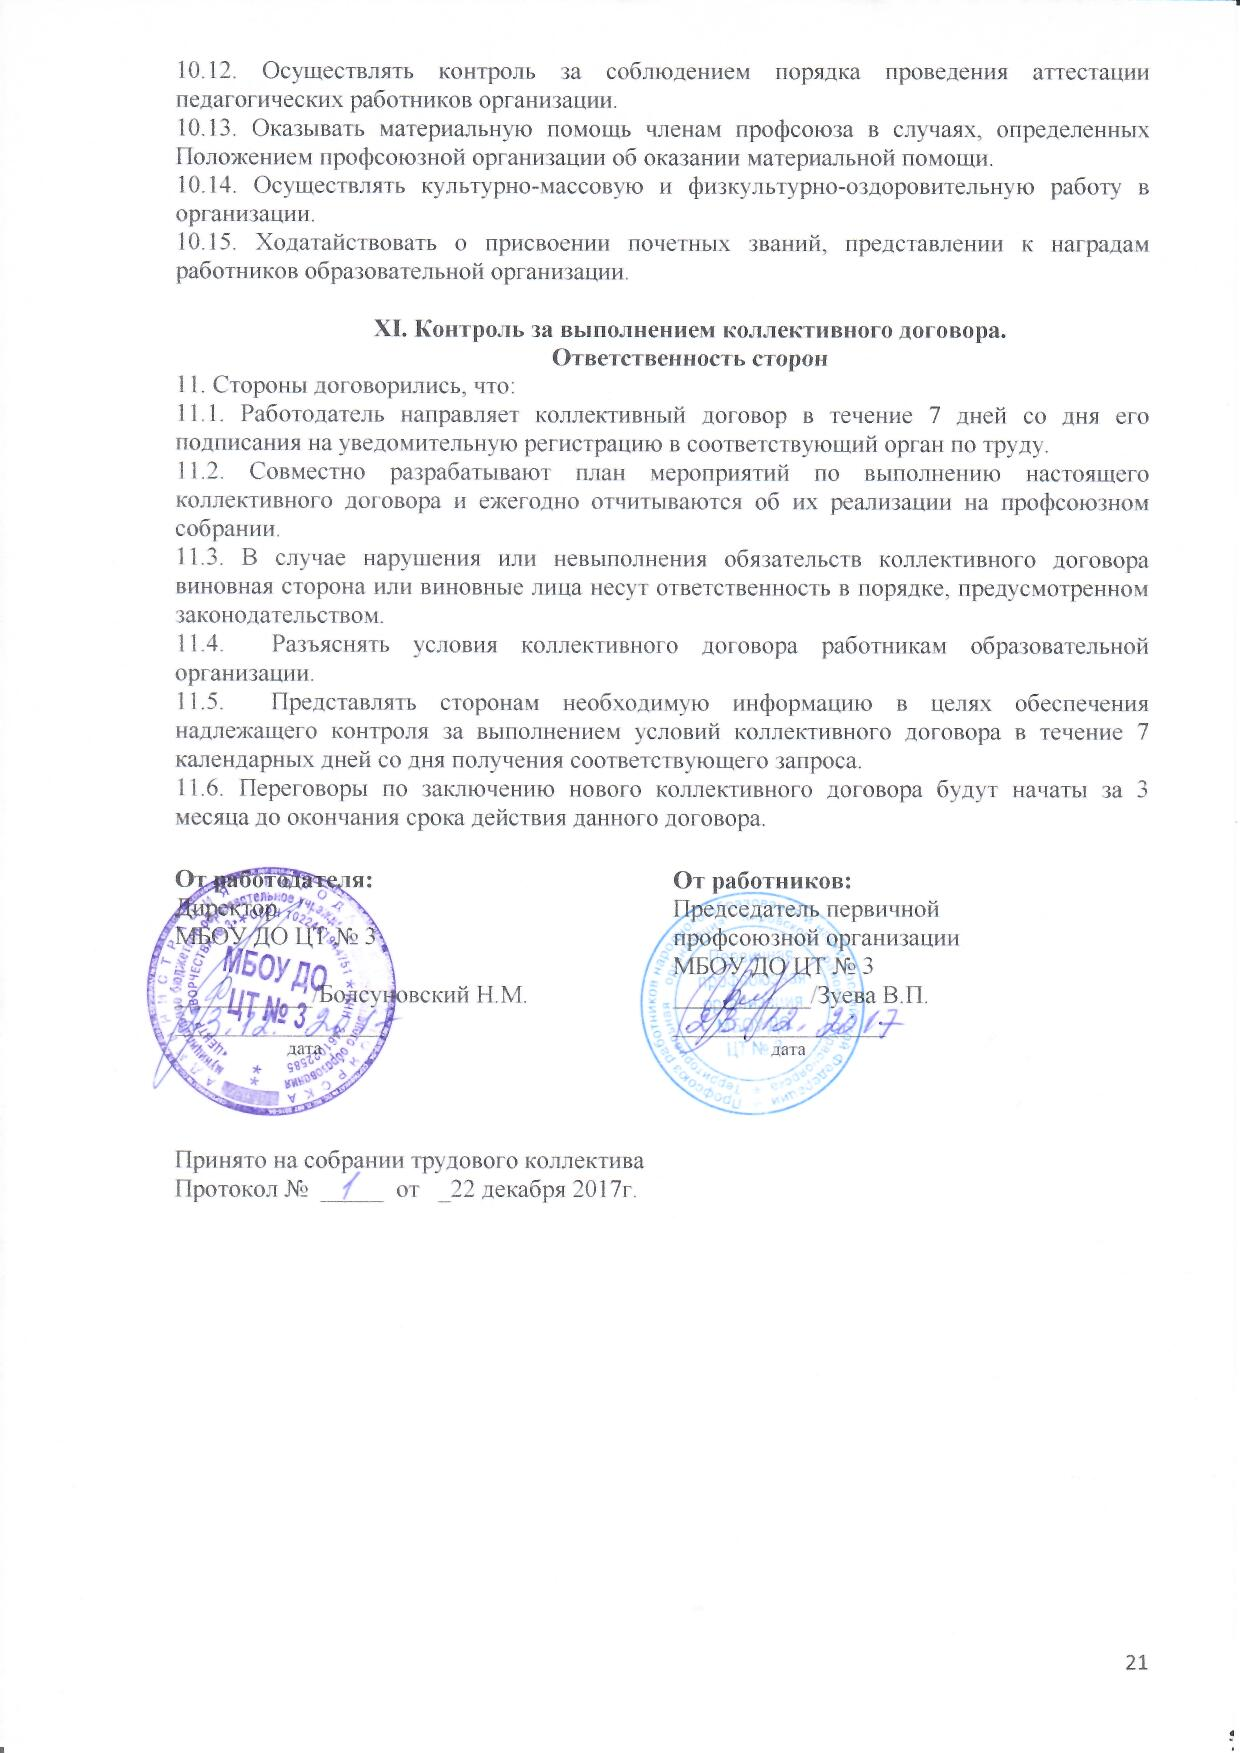 10.12. Осуществлять контроль за соблюдением порядка проведения аттестации
педагогических работников организации.
10.13. Оказывать материальную помощь членам профсоюза в случаях, определенных
Положением профсоюзной организации об оказании материальной помощи.
10.14. Осуществлять культурно-массовую и физкультурно-оздоровительную работу в
организации.
10.15. Ходатайствовать о присвоении почетных званий, представлении к наградам
работников образовательной организации.
XI. Контроль за выполнением коллективного договора.
Ответственность сторон
11. Стороны договорились, что:
11.1. Работодатель направляет коллективный договор в течение 7 дней со дня его
подписания на уведомительную регистрацию в соответствующий орган по труду.
11.2. Совместно разрабатывают план мероприятий по выполнению настоящего
коллективного договора и ежегодно отчитываются об их реализации на профсоюзном
собрании.
11.3. В случае нарушения или невыполнения обязательств коллективного договора
виновная сторона или виновные лица несут ответственность в порядке, предусмотренном
законодательством.
11.4. Разъяснять условия коллективного договора работникам образовательной
организации.
11.5. Представлять сторонам необходимую информацию в целях обеспечения
надлежащего контроля за выполнением условий коллективного договора в течение 7
календарных дней со дня получения соответствующего запроса.
11.6. Переговоры по заключению нового коллективного договора будут начаты за 3
месяца до окончания срока действия данного договора.
От работодателя:
Директор
МБОУ ДО ЦТ № 3
МБОУ ДО
ЦТ № 3
/Болсуновский Н.М.
23.12.2017
дата
От работников:
Председатель первичной
профсоюзной организации
МБОУ ДО ЦТ № 3
/Зуева В.П.
23.12.2017
дата
Принято на собрании трудового коллектива
Протокол № 1 от _22 декабря 2017г.
21